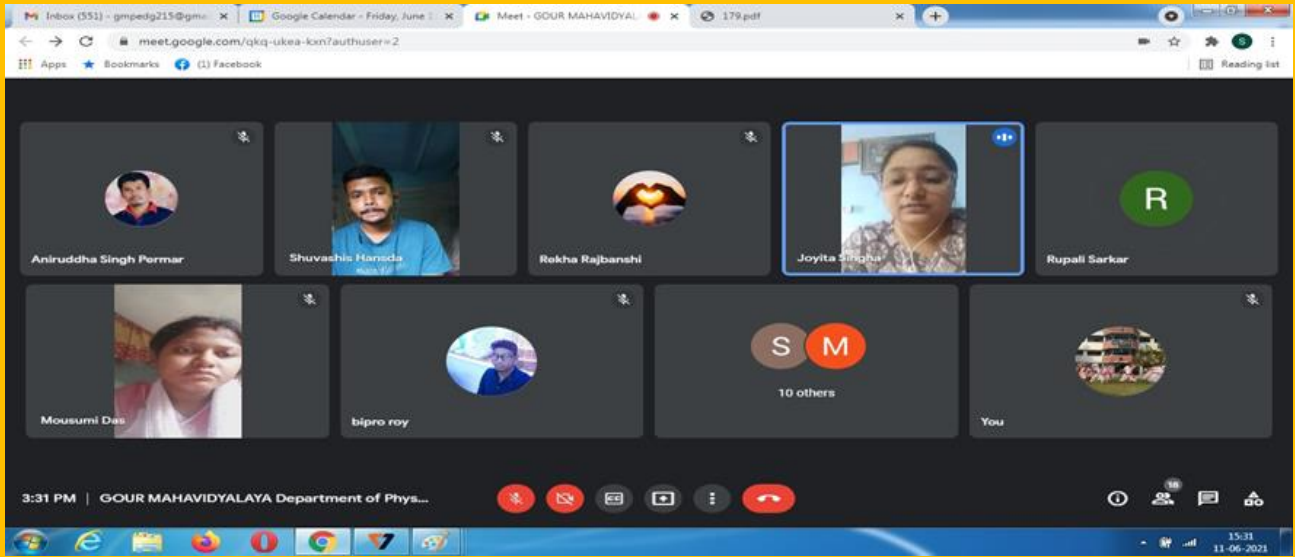 Inbox (551) - gmpedg215@gma
Google Calendar - Friday, June 1
Meet - GOUR MAHAVIDYAL
179.pdf
meet.google.com/qkq-ukea-kxn?authuser=2
S
Apps
Bookmarks
(1) Facebook
Reading list
R
Aniruddha Singh Permar
Shuvashis Hansda
Rekha Rajbanshi
Joyita Singha
Rupali Sarkar
S
M
10 others
Mousumi Das
bipro roy
You
3:31 PM | GOUR MAHAVIDYALAYA Department of Phys...
CC
18
15:31
11-06-2021